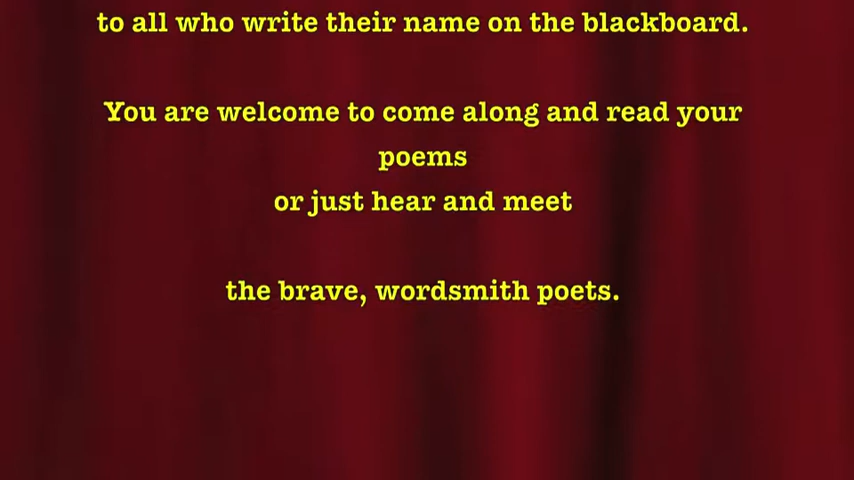 to all who write their name on the blackboard.
You are welcome to come along and read your
poems
or just hear and meet
the brave, wordsmith poets.